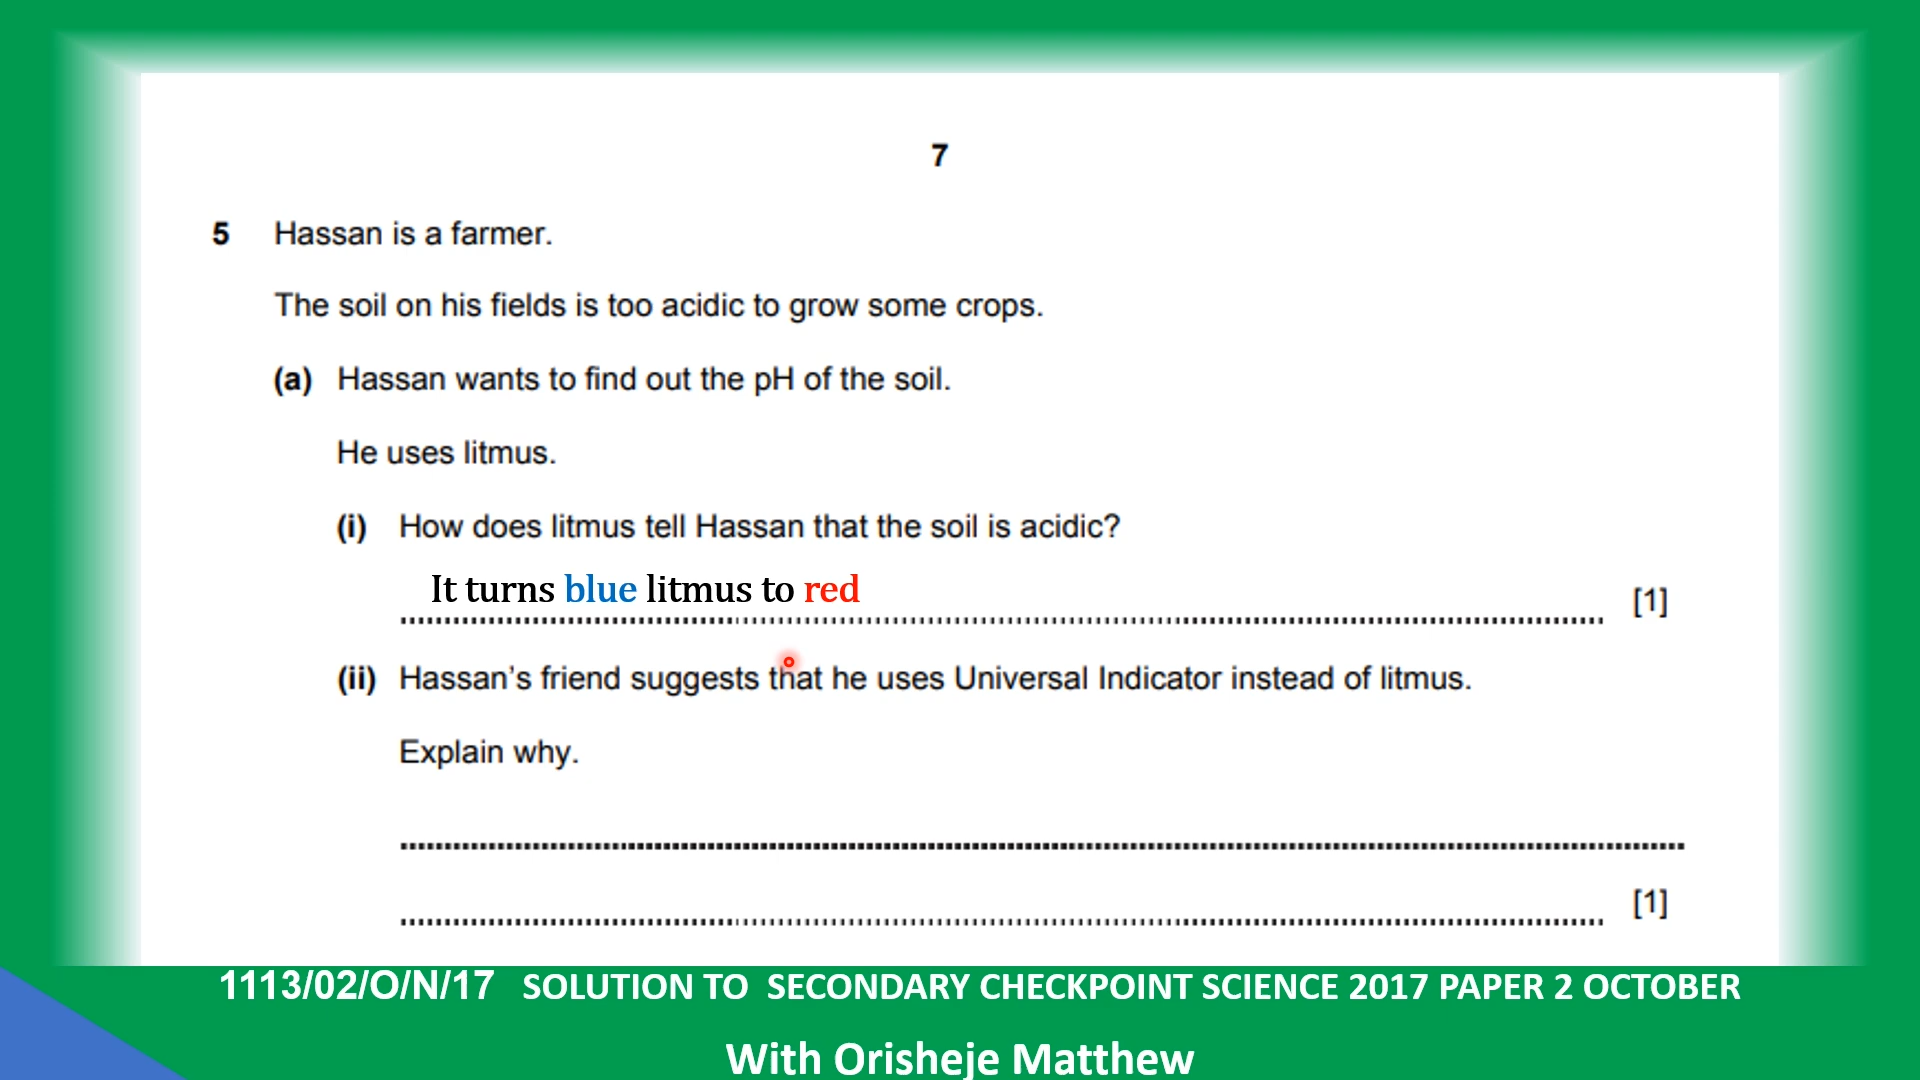 7
5 Hassan is a farmer.
The soil on his fields is too acidic to grow some crops.
(a) Hassan wants to find out the pH of the soil.
He uses litmus.
(i) How does litmus tell Hassan that the soil is acidic?
It turns blue litmus to red
[1]
(ii) Hassan's friend suggests that he uses Universal Indicator instead of litmus.
Explain why.
[1]
1113/02/O/N/17 SOLUTION TO SECONDARY CHECKPOINT SCIENCE 2017 PAPER 2 OCTOBER
With Orisheje Matthew